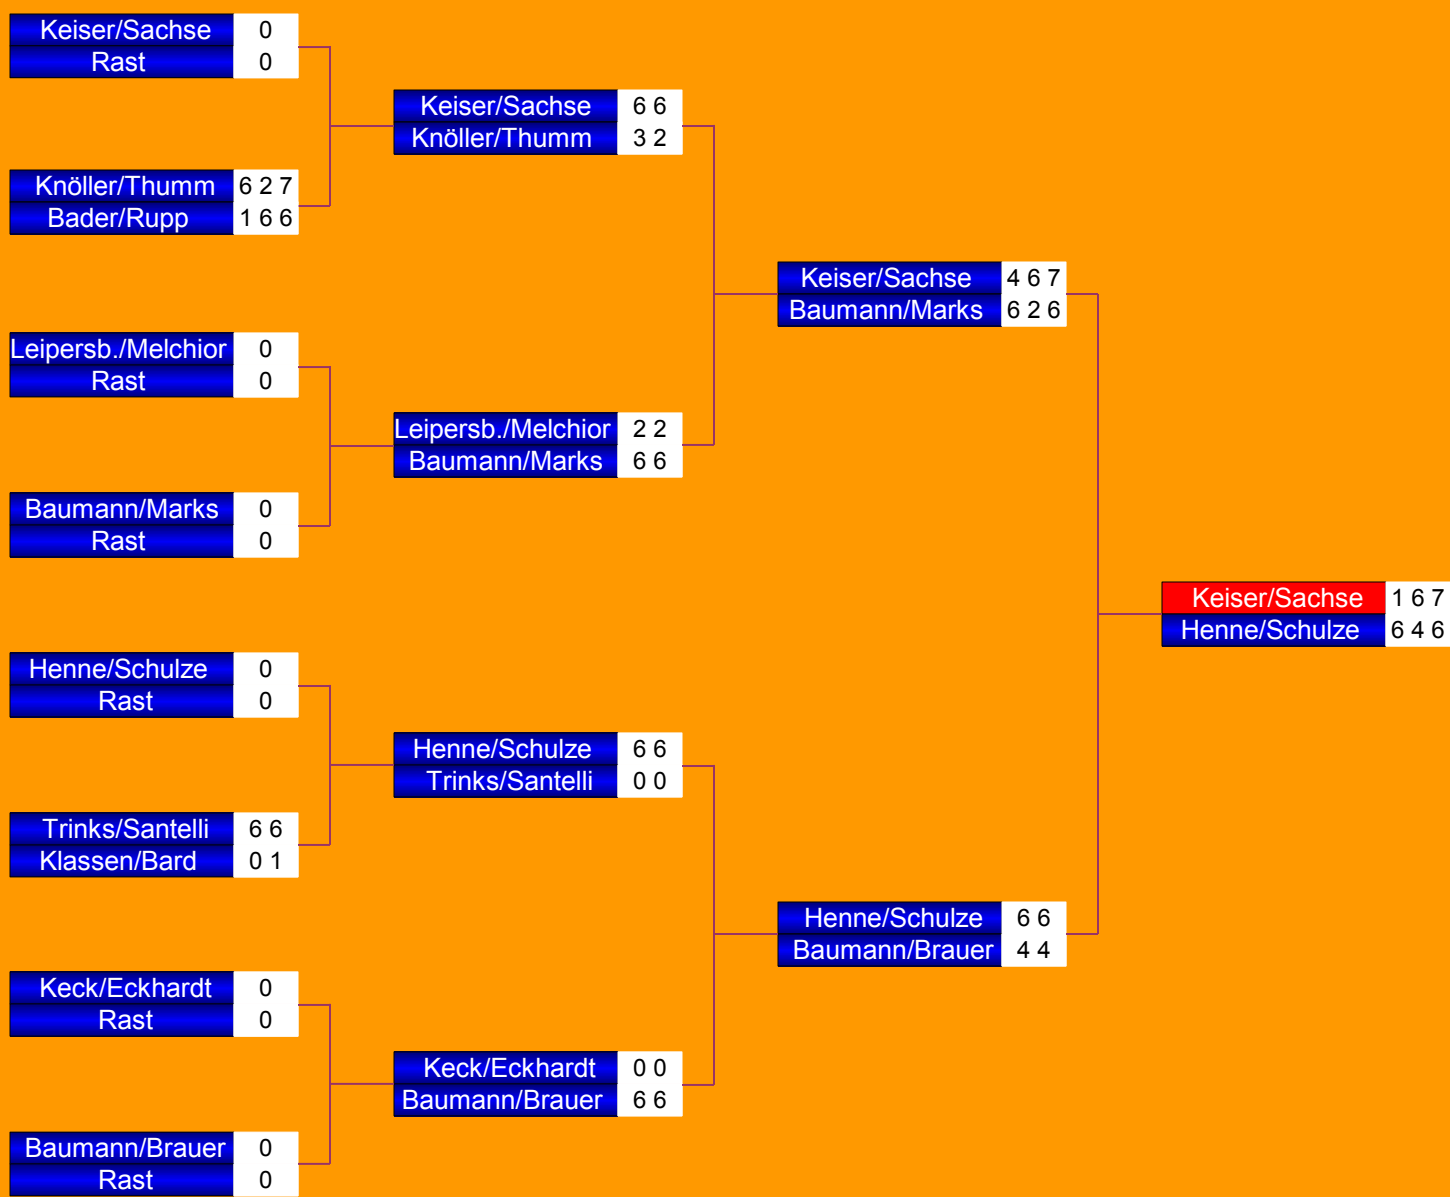 Keiser/Sachse 0
Rast 0
Knöller/Thumm 6 2 7
Bader/Rupp 1 6 6
Leipersb./Melchior 0
Rast 0
Baumann/Marks 0
Rast 0
Henne/Schulze 0
Rast 0
Trinks/Santelli 6 6
Klassen/Bard 0 1
Keck/Eckhardt 0
Rast 0
Baumann/Brauer 0
Rast 0
Keiser/Sachse 6 6
Knöller/Thumm 3 2
Leipersb./Melchior 2 2
Baumann/Marks 6 6
Henne/Schulze 6 6
Trinks/Santelli 0 0
Keck/Eckhardt 0 0
Baumann/Brauer 6 6
Keiser/Sachse 4 6 7
Baumann/Marks 6 2 6
Henne/Schulze 6 6
Baumann/Brauer 4 4
Keiser/Sachse 1 6 7
Henne/Schulze 6 4 6